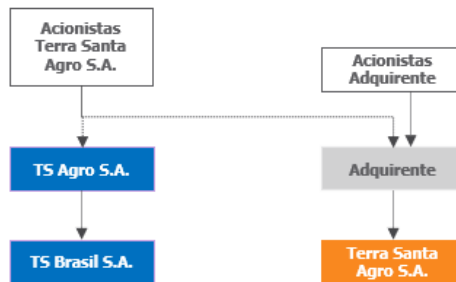 Acionistas
Terra Santa
Agro S.A.
Acionistas
Adquirente
TS Agro S.A.
Adquirente
TS Brasil S.A.
Terra Santa
Agro S.A.